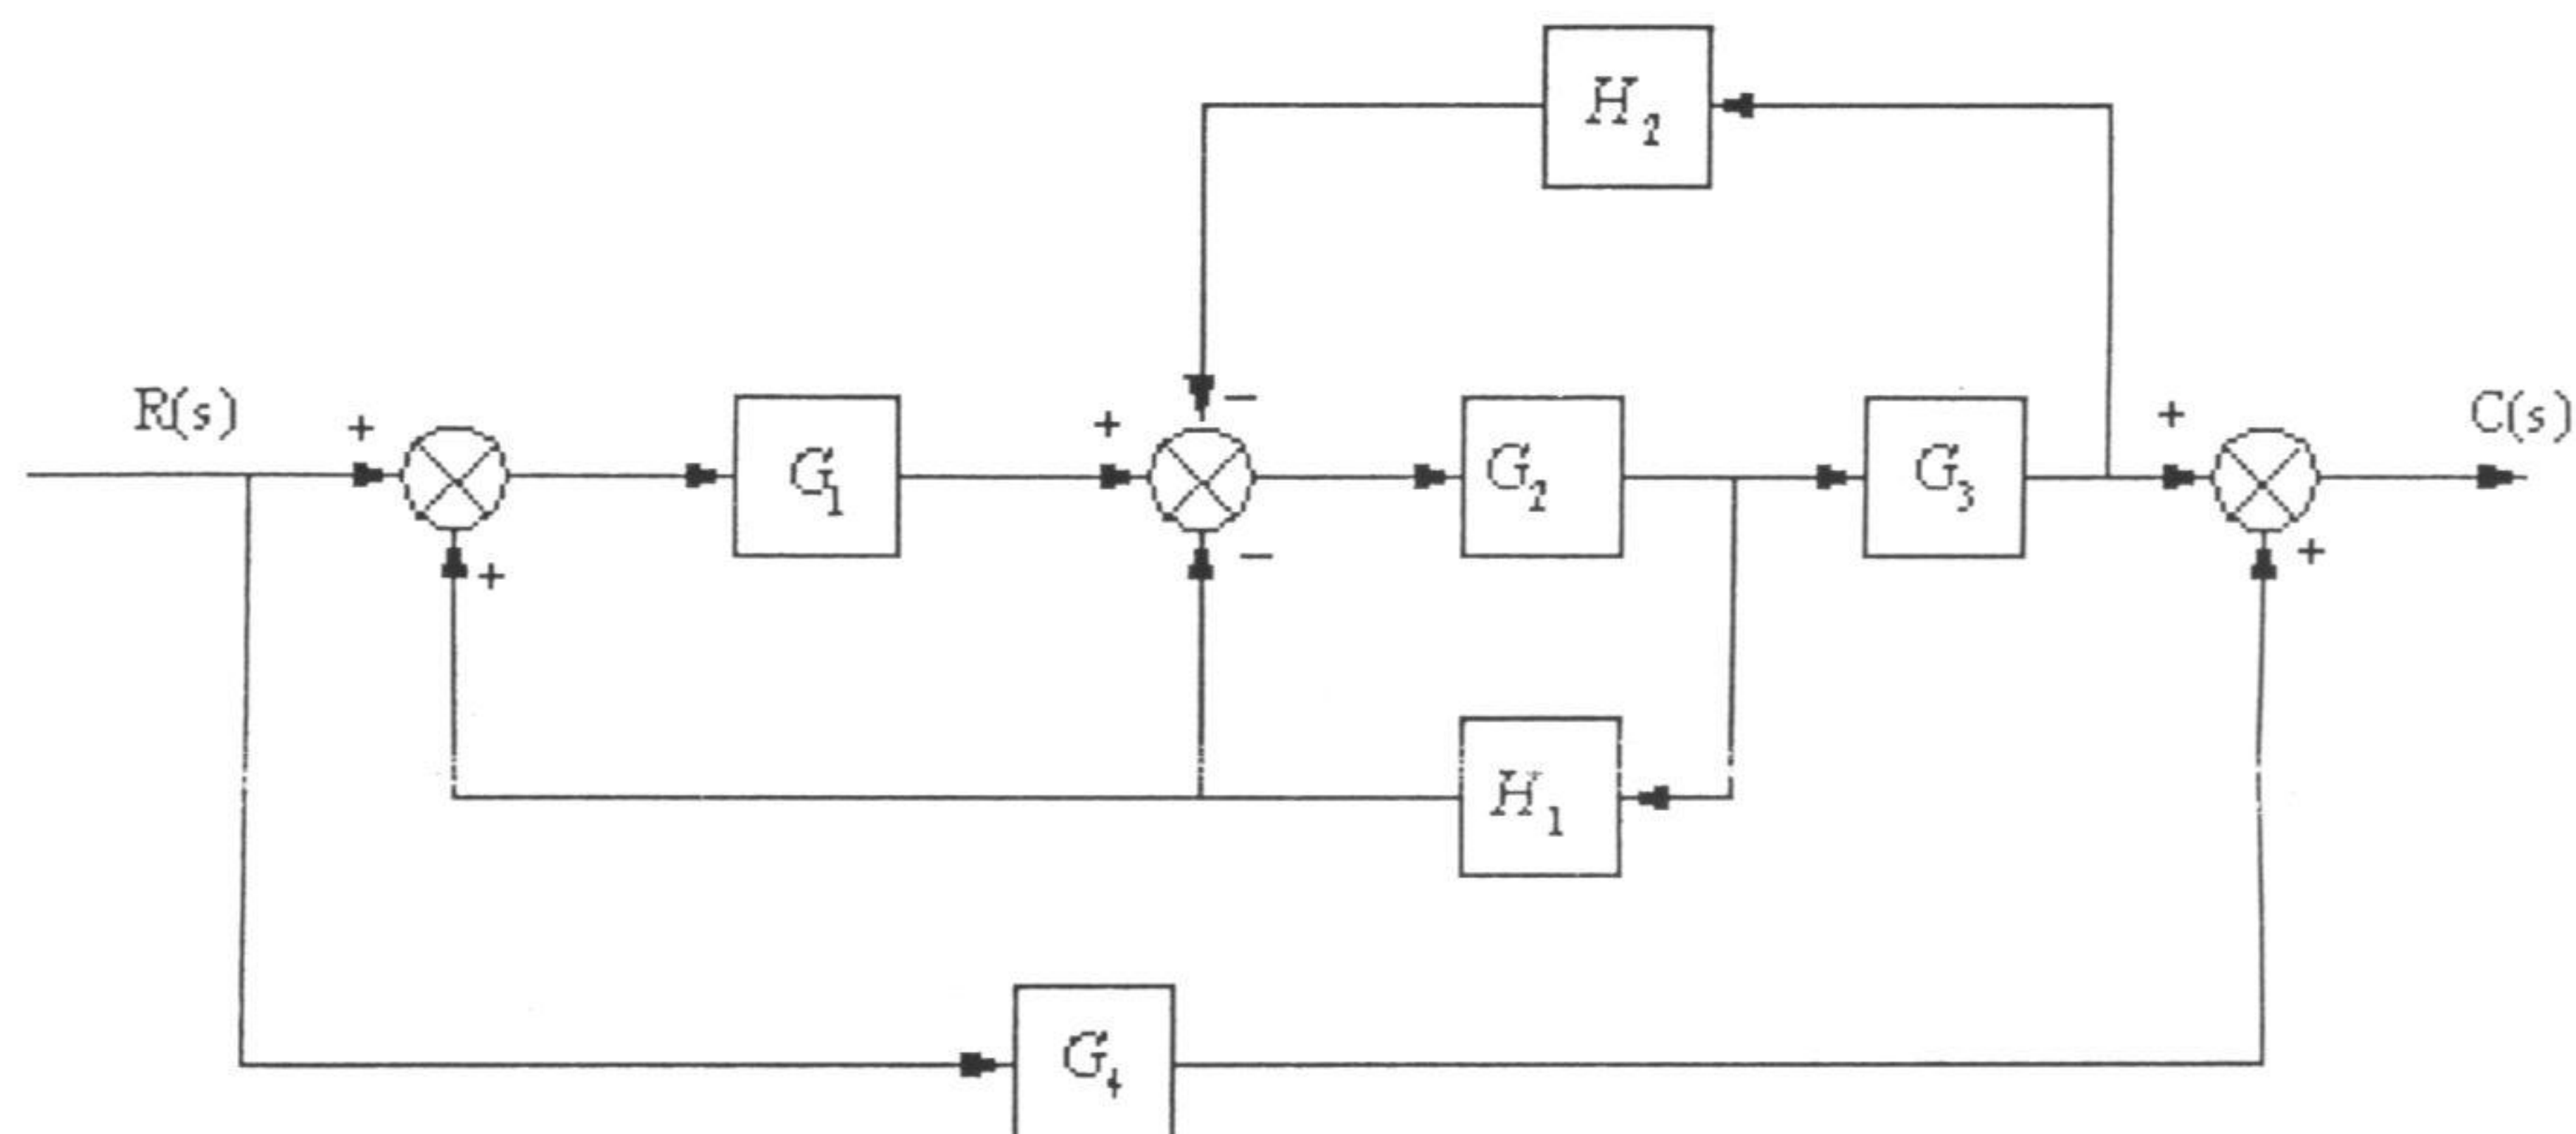 H₂
R(s)
+
G₁
+
−
−
G₂
G₃
+
C(s)
+
+
H₁
G₄